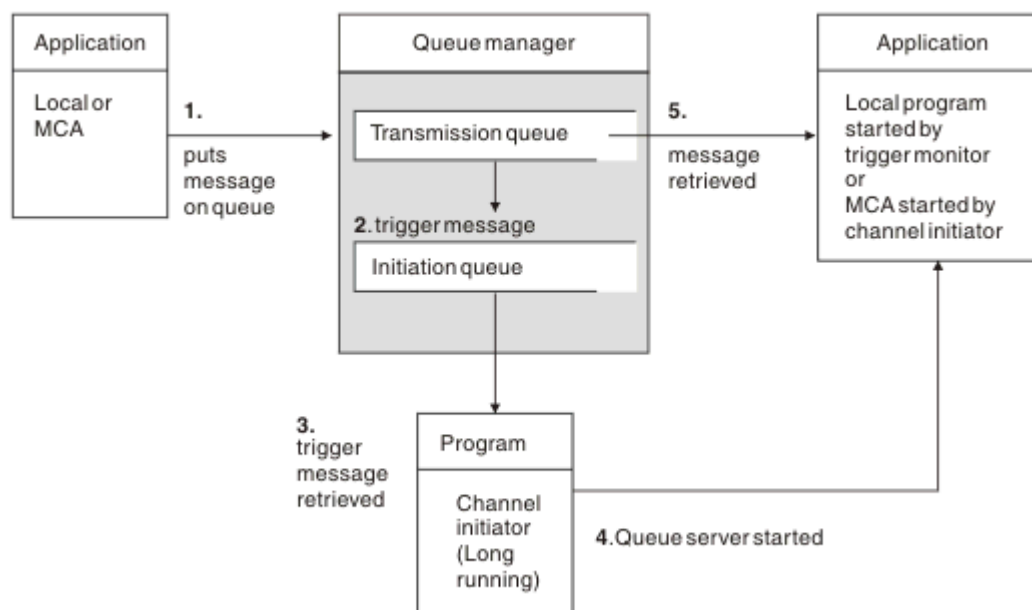 Application
Local or
MCA
1.
puts
message
on queue
Queue manager
Transmission queue
2. trigger message
Initiation queue
5.
message
retrieved
Application
Local program
started by
trigger monitor
or
MCA started by
channel initiator
3.
trigger
message
retrieved
Program
Channel
initiator
(Long
running)
4. Queue server started